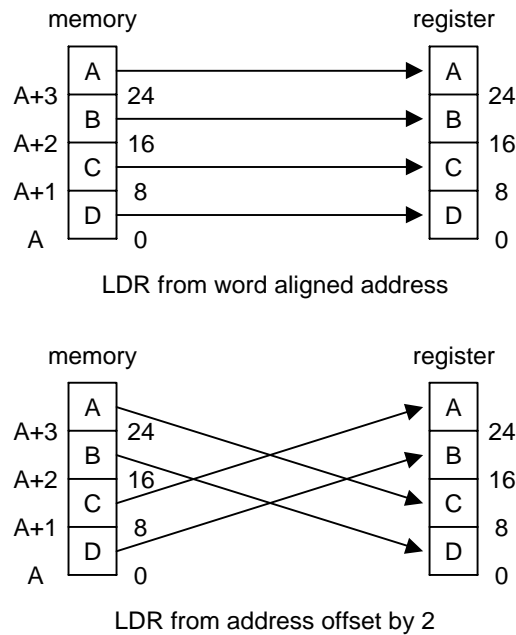 memory register
A A
A+3 24 24
B B
A+2 16 16
C C
A+1 8 8
D D
A 0 0
LDR from word aligned address
memory register
A A
A+3 24 24
B B
A+2 16 16
C C
A+1 8 8
D D
A 0 0
LDR from address offset by 2